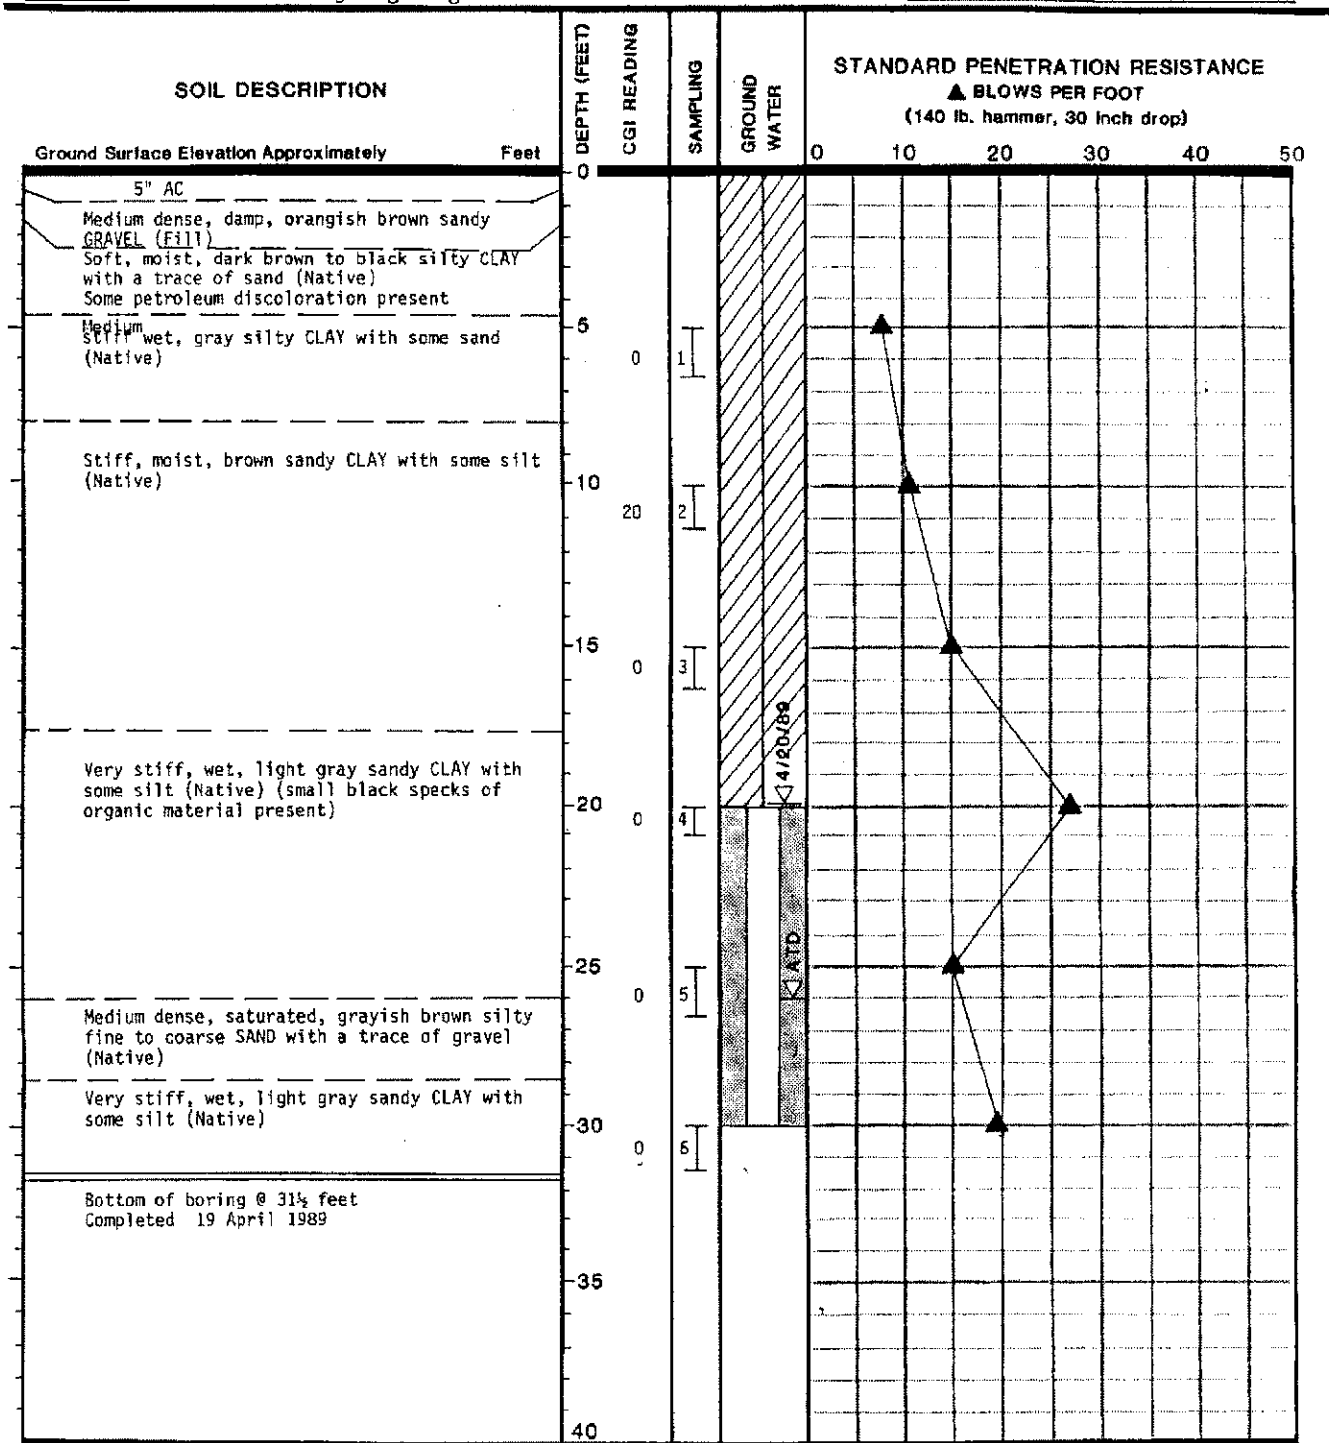 SOIL DESCRIPTION
Ground Surface Elevation Approximately Feet
DEPTH (FEET)
CGI READING
SAMPLING
GROUND
WATER
STANDARD PENETRATION RESISTANCE
▲ BLOWS PER FOOT
(140 lb. hammer, 30 inch drop)
0 10 20 30 40 50
0
5" AC
Medium dense, damp, orangish brown sandy
GRAVEL (Fill)
Soft, moist, dark brown to black silty CLAY
with a trace of sand (Native)
Some petroleum discoloration present
5
Medium
stiff wet, gray silty CLAY with some sand
(Native)
0 1
Stiff, moist, brown sandy CLAY with some silt
(Native)
10
20 2
15
0 3
4/20/89
Very stiff, wet, light gray sandy CLAY with
some silt (Native) (small black specks of
organic material present)
20
0 4
ATD
25
0 5
Medium dense, saturated, grayish brown silty
fine to coarse SAND with a trace of gravel
(Native)
Very stiff, wet, light gray sandy CLAY with
some silt (Native)
30
0 6
Bottom of boring @ 31½ feet
Completed 19 April 1989
35
40